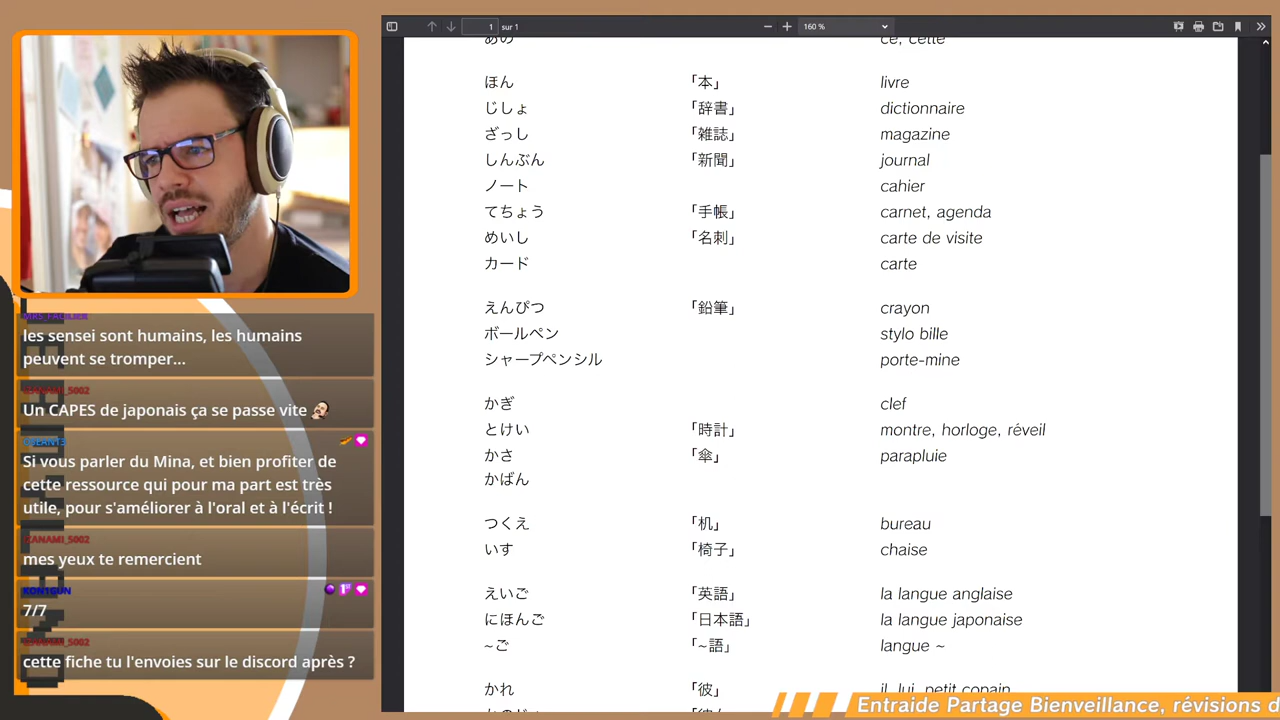 1 sur 1
160 %
ce, cette
ほん 「本」 livre
じしょ 「辞書」 dictionnaire
ざっし 「雑誌」 magazine
しんぶん 「新聞」 journal
ノート cahier
てちょう 「手帳」 carnet, agenda
めいし 「名刺」 carte de visite
カード carte
えんぴつ 「鉛筆」 crayon
ボールペン stylo bille
シャープペンシル porte-mine
かぎ clef
とけい 「時計」 montre, horloge, réveil
かさ 「傘」 parapluie
かばん
つくえ 「机」 bureau
いす 「椅子」 chaise
えいご 「英語」 la langue anglaise
にほんご 「日本語」 la langue japonaise
~ご 「~語」 langue ~
かれ 「彼」 il, lui, petit copain
les sensei sont humains, les humains
peuvent se tromper...
Un CAPES de japonais ça se passe vite
Si vous parler du Mina, et bien profiter de
cette ressource qui pour ma part est très
utile, pour s'améliorer à l'oral et à l'écrit !
mes yeux te remercient
KON1GUN
7/7
cette fiche tu l'envoies sur le discord après ?
Entraide Partage Bienveillance, révisions d